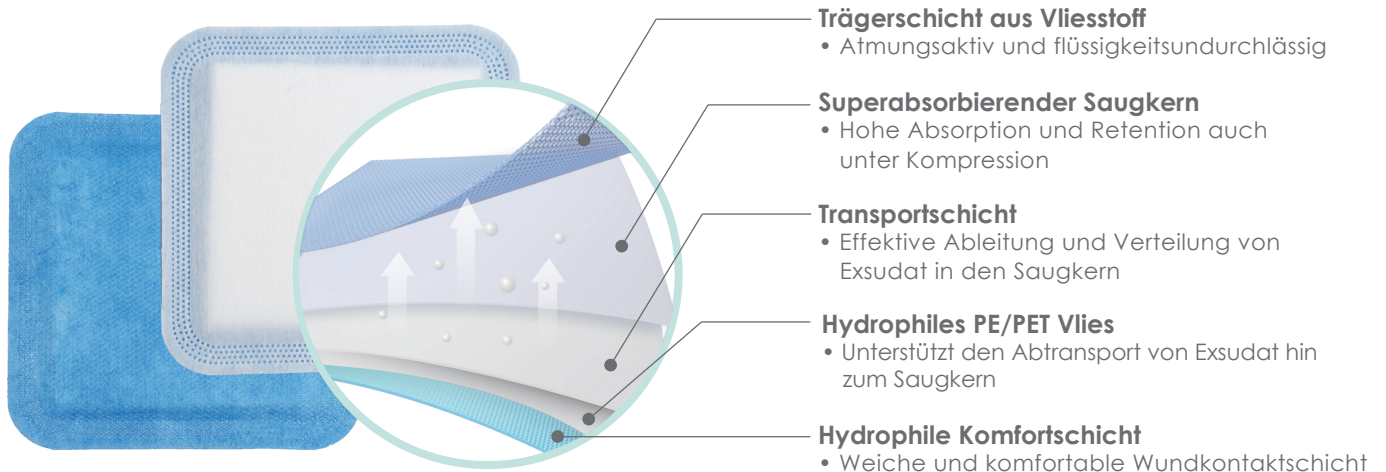 Trägerschicht aus Vliesstoff
• Atmungsaktiv und flüssigkeitsundurchlässig
Superabsorbierender Saugkern
• Hohe Absorption und Retention auch
unter Kompression
Transportschicht
• Effektive Ableitung und Verteilung von
Exsudat in den Saugkern
Hydrophiles PE/PET Vlies
• Unterstützt den Abtransport von Exsudat hin
zum Saugkern
Hydrophile Komfortschicht
• Weiche und komfortable Wundkontaktschicht